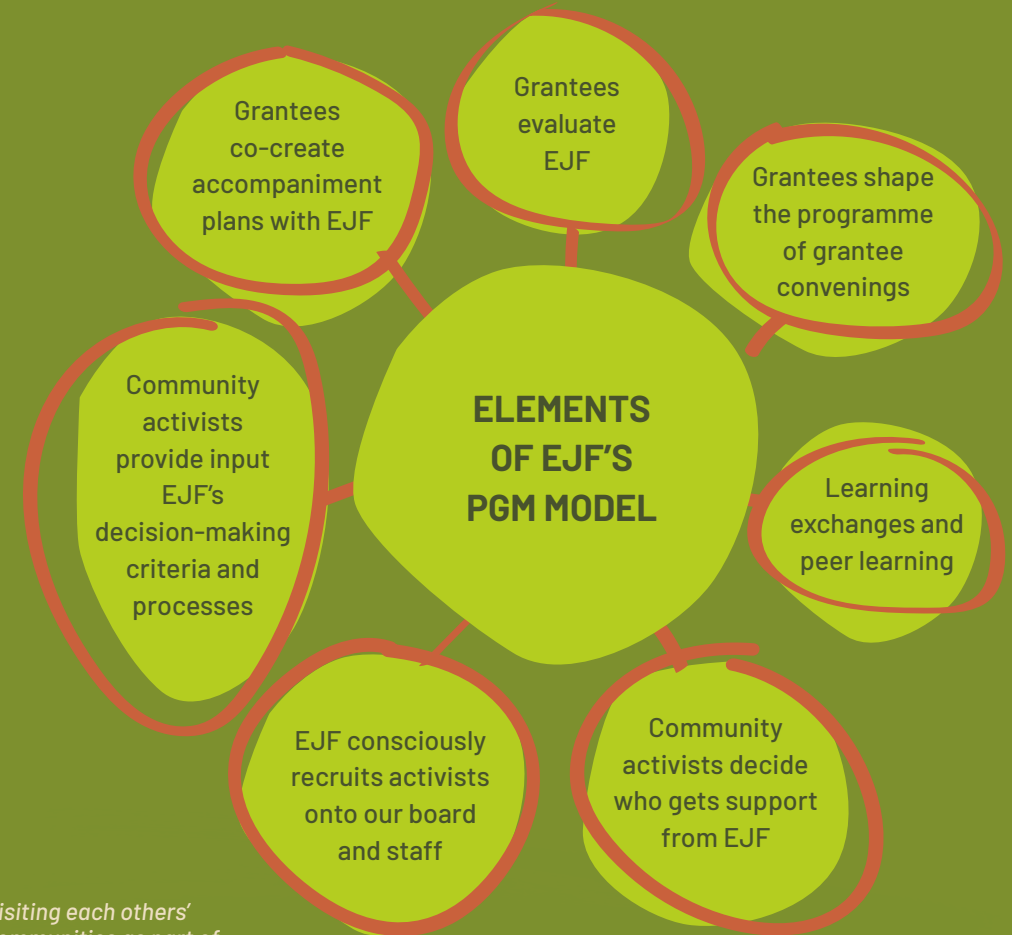 Grantees
co-create
accompaniment
plans with EJF
Grantees
evaluate
EJF
Grantees shape
the programme
of grantee
convenings
ELEMENTS
OF EJF’S
PGM MODEL
Community
activists
provide input
EJF’s
decision-making
criteria and
processes
Learning
exchanges and
peer learning
EJF consciously
recruits activists
onto our board
and staff
Community
activists decide
who gets support
from EJF
isiting each others’